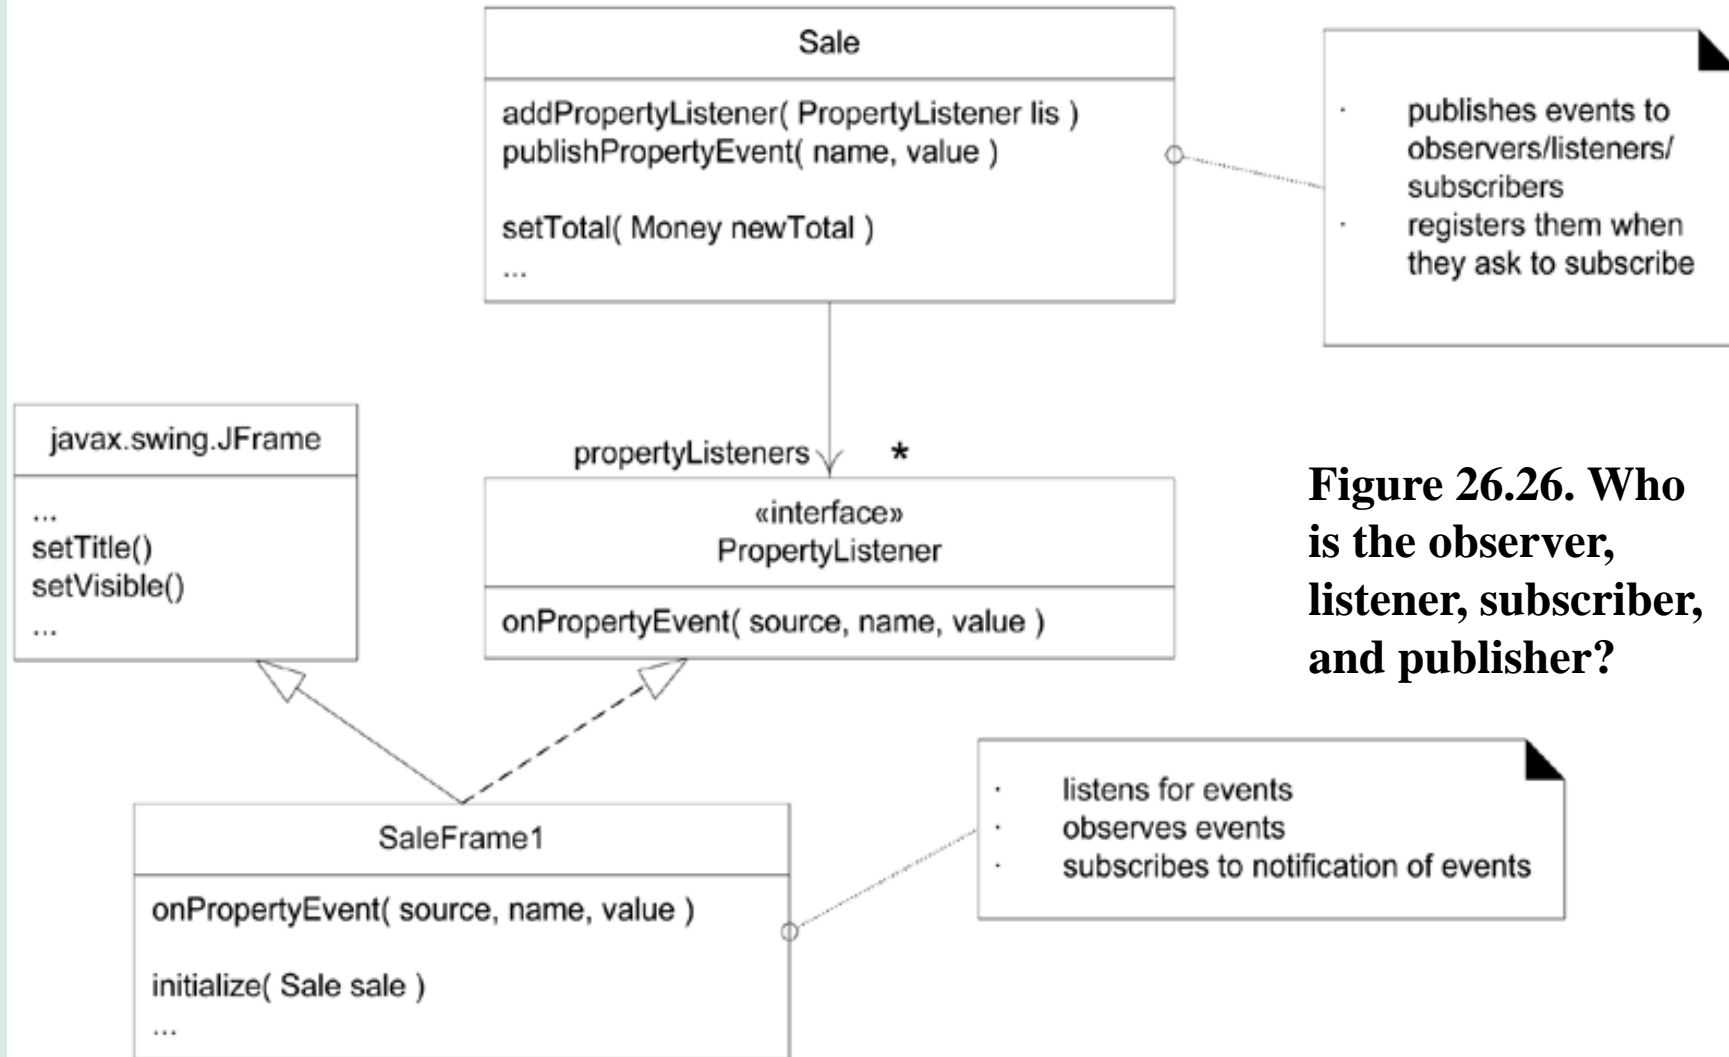 Sale
addPropertyListener( PropertyListener lis )
publishPropertyEvent( name, value )
setTotal( Money newTotal )
...
· publishes events to
observers/listeners/
subscribers
· registers them when
they ask to subscribe
javax.swing.JFrame
...
setTitle()
setVisible()
...
propertyListeners *
«interface»
PropertyListener
onPropertyEvent( source, name, value )
Figure 26.26. Who
is the observer,
listener, subscriber,
and publisher?
SaleFrame1
onPropertyEvent( source, name, value )
initialize( Sale sale )
...
· listens for events
· observes events
· subscribes to notification of events